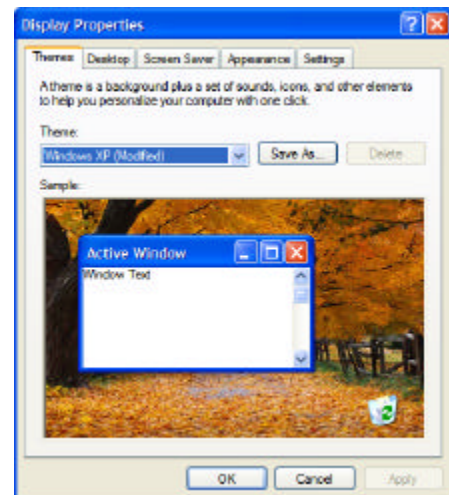 Display Properties
Themes Desktop Screen Saver Appearance Settings
A theme is a background plus a set of sounds, icons, and other elements
to help you personalize your computer with one click.
Theme:
Windows XP (Modified) Save As... Delete
Sample:
Active Window
Window Text
OK Cancel Apply